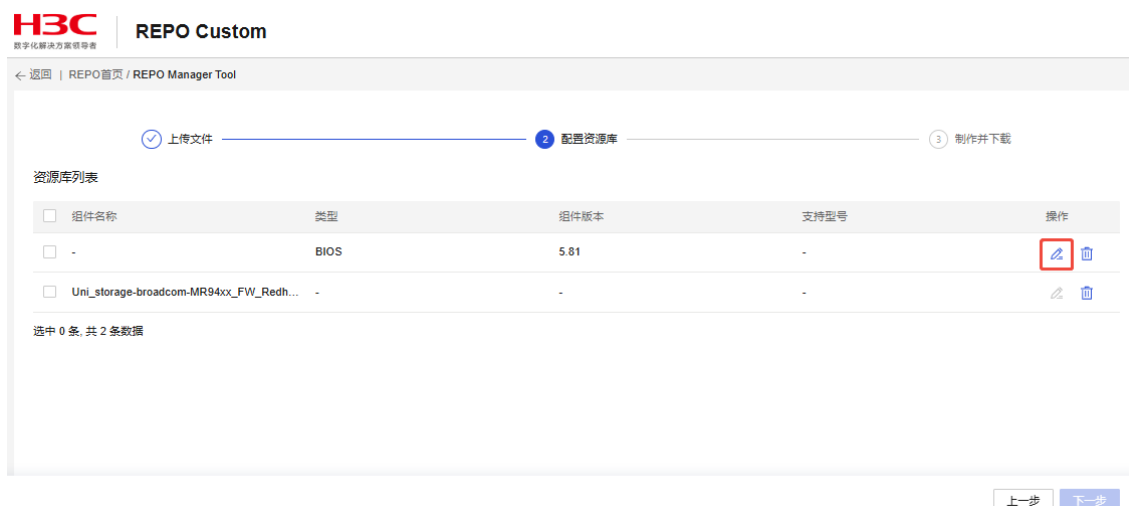 H3C
数字化解决方案领导者
REPO Custom
← 返回 | REPO首页 / REPO Manager Tool
上传文件 2 配置资源库 3 制作并下载
资源库列表
组件名称 类型 组件版本 支持型号 操作
- BIOS 5.81 -
Uni_storage-broadcom-MR94xx_FW_Redh... - - -
选中 0 条, 共 2 条数据
上一步 下一步